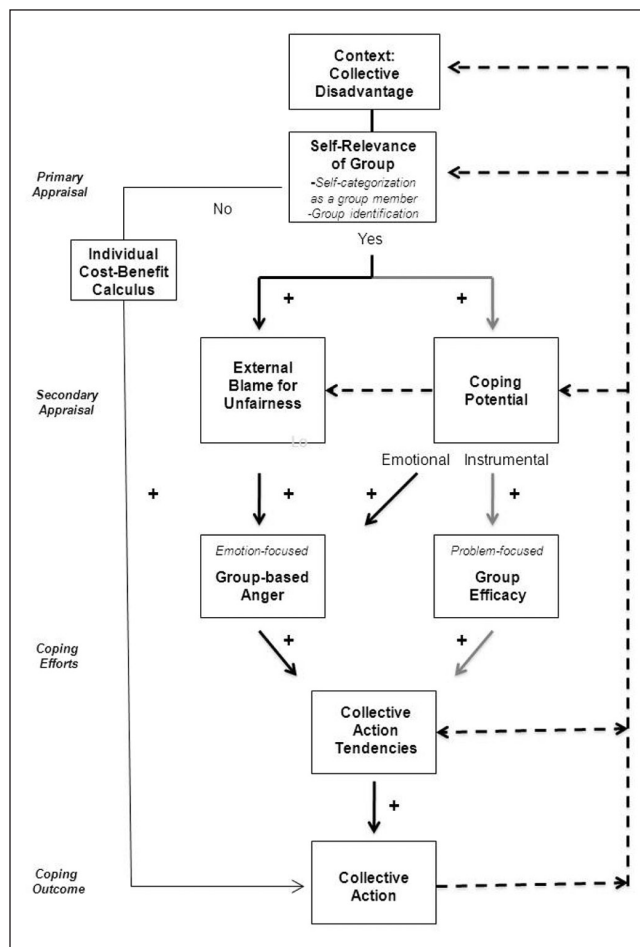 Context:
Collective
Disadvantage
Self-Relevance
of Group
-Self-categorization
as a group member
-Group identification
Primary
Appraisal
No
Yes
Individual
Cost-Benefit
Calculus
+
+
External
Blame for
Unfairness
Coping
Potential
Secondary
Appraisal
Lo
Emotional Instrumental
+
+
+
+
Emotion-focused
Group-based
Anger
Problem-focused
Group
Efficacy
+
+
Coping
Efforts
Collective
Action
Tendencies
+
Coping
Outcome
Collective
Action